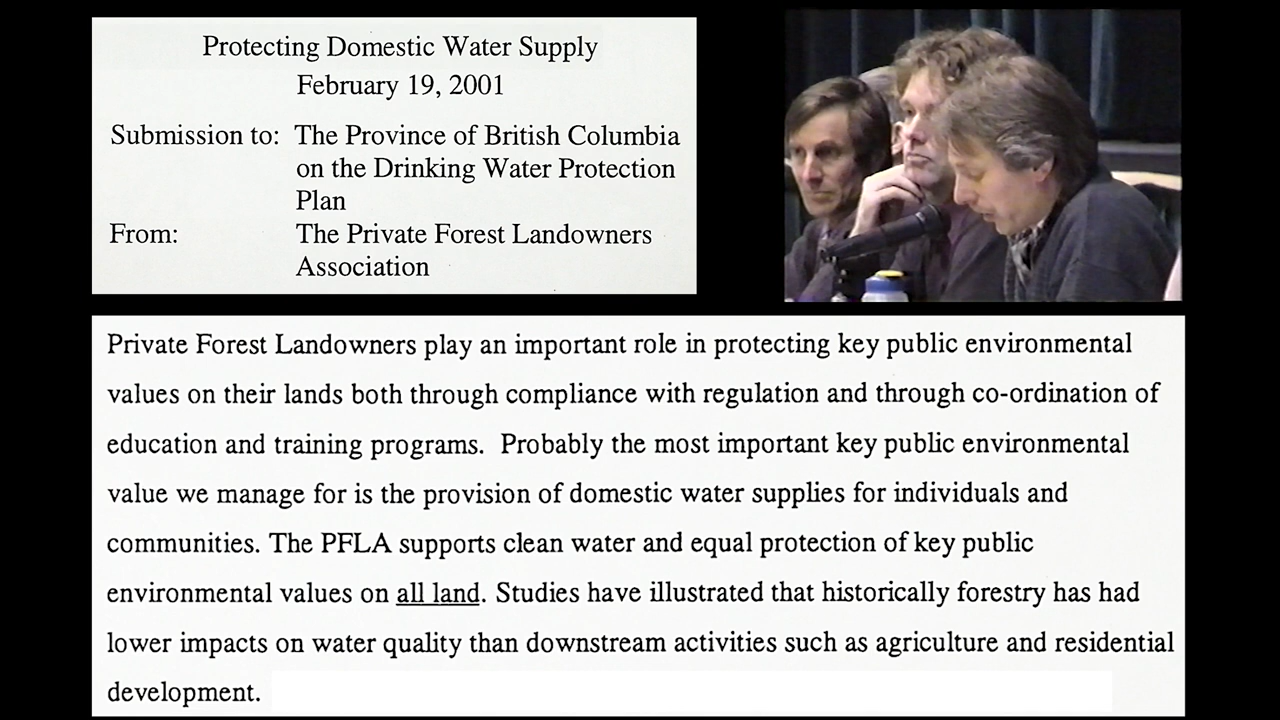 Protecting Domestic Water Supply
February 19, 2001
Submission to: The Province of British Columbia
on the Drinking Water Protection
Plan
From: The Private Forest Landowners
Association
Private Forest Landowners play an important role in protecting key public environmental
values on their lands both through compliance with regulation and through co-ordination of
education and training programs. Probably the most important key public environmental
value we manage for is the provision of domestic water supplies for individuals and
communities. The PFLA supports clean water and equal protection of key public
environmental values on all land. Studies have illustrated that historically forestry has had
lower impacts on water quality than downstream activities such as agriculture and residential
development.